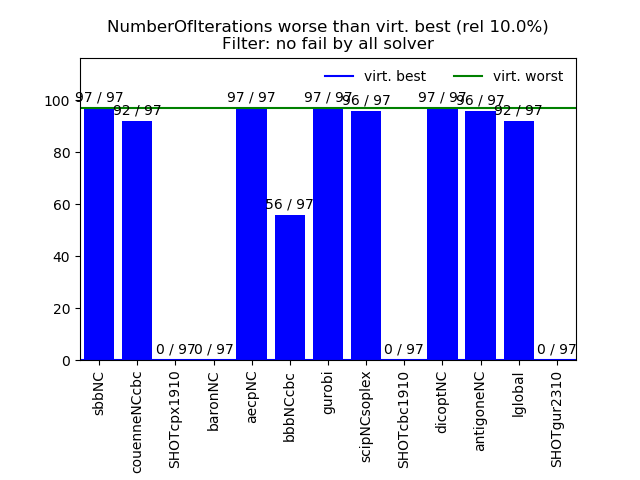 NumberOfIterations worse than virt. best (rel 10.0%)
Filter: no fail by all solver
virt. best
virt. worst
97 / 97
92 / 97
0 / 97
0 / 97
97 / 97
56 / 97
97 / 97
96 / 97
0 / 97
97 / 97
96 / 97
92 / 97
0 / 97
100
80
60
40
20
0
sbbNC
couenneNCcbc
SHOTcpx1910
baronNC
aecpNC
bbbNCcbc
gurobi
scipNCsoplex
SHOTcbc1910
dicoptNC
antigoneNC
lglobal
SHOTgur2310